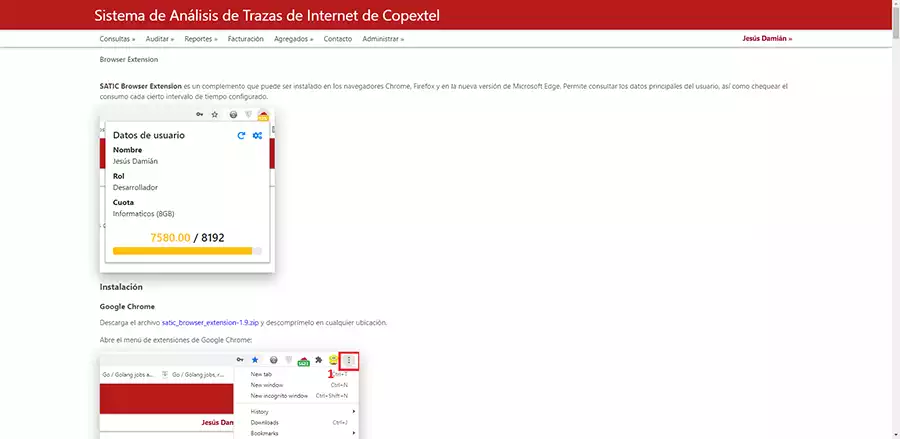 Sistema de Análisis de Trazas de Internet de Copextel
Consultas » Auditar » Reportes » Facturación Agregados » Contacto Administrar » Jesús Damián »
Browser Extension
SATIC Browser Extension es un complemento que puede ser instalado en los navegadores Chrome, Firefox y en la nueva versión de Microsoft Edge. Permite consultar los datos principales del usuario, así como chequear el
consumo cada cierto intervalo de tiempo configurado.
Datos de usuario
Nombre
Jesús Damián
Rol
Desarrollador
Cuota
Informaticos (8GB)
7580.00 / 8192
Instalación
Google Chrome
Descarga el archivo satic_browser_extension-1.9.zip y descomprímelo en cualquier ubicación.
Abre el menú de extensiones de Google Chrome:
Go / Golang jobs a... Go / Golang jobs, r...
1
New tab Ctrl+T
New window Ctrl+N
New incognito window Ctrl+Shift+N
History
Jesús Dam
Downloads Ctrl+J
Bookmarks